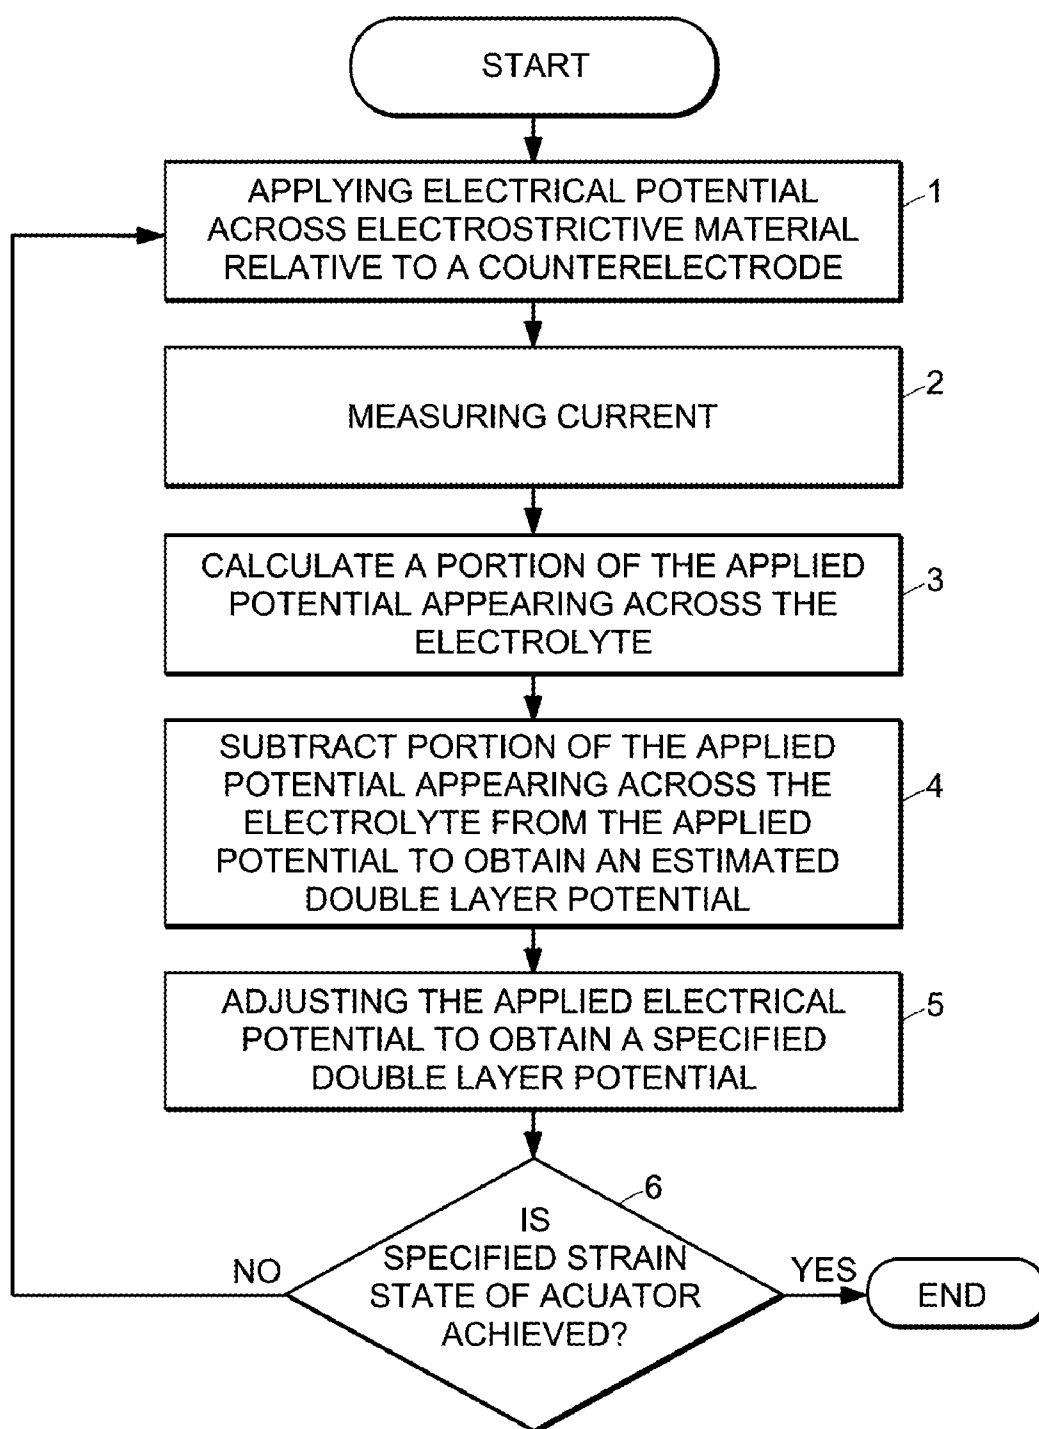 START
APPLYING ELECTRICAL POTENTIAL
ACROSS ELECTROSTRICTIVE MATERIAL
RELATIVE TO A COUNTERELECTRODE
1
MEASURING CURRENT
2
CALCULATE A PORTION OF THE APPLIED
POTENTIAL APPEARING ACROSS THE
ELECTROLYTE
3
SUBTRACT PORTION OF THE APPLIED
POTENTIAL APPEARING ACROSS THE
ELECTROLYTE FROM THE APPLIED
POTENTIAL TO OBTAIN AN ESTIMATED
DOUBLE LAYER POTENTIAL
4
ADJUSTING THE APPLIED ELECTRICAL
POTENTIAL TO OBTAIN A SPECIFIED
DOUBLE LAYER POTENTIAL
5
6
IS
SPECIFIED STRAIN
STATE OF ACUATOR
ACHIEVED?
NO
YES
END